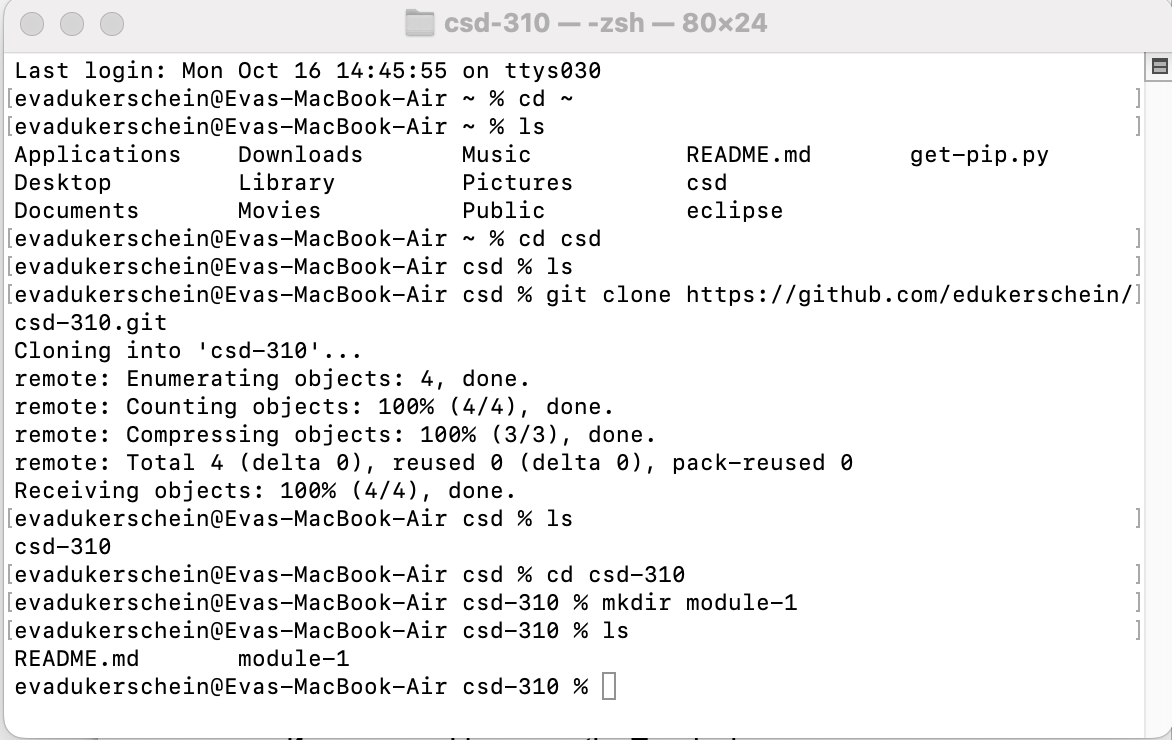 csd-310 — -zsh — 80×24
Last login: Mon Oct 16 14:45:55 on ttys030
[evadukerschein@Evas-MacBook-Air ~ % cd ~ ]
[evadukerschein@Evas-MacBook-Air ~ % ls ]
Applications Downloads Music README.md get-pip.py
Desktop Library Pictures csd
Documents Movies Public eclipse
[evadukerschein@Evas-MacBook-Air ~ % cd csd ]
[evadukerschein@Evas-MacBook-Air csd % ls ]
[evadukerschein@Evas-MacBook-Air csd % git clone https://github.com/edukerschein/]
csd-310.git
Cloning into 'csd-310'...
remote: Enumerating objects: 4, done.
remote: Counting objects: 100% (4/4), done.
remote: Compressing objects: 100% (3/3), done.
remote: Total 4 (delta 0), reused 0 (delta 0), pack-reused 0
Receiving objects: 100% (4/4), done.
[evadukerschein@Evas-MacBook-Air csd % ls ]
csd-310
[evadukerschein@Evas-MacBook-Air csd % cd csd-310 ]
[evadukerschein@Evas-MacBook-Air csd-310 % mkdir module-1 ]
[evadukerschein@Evas-MacBook-Air csd-310 % ls ]
README.md module-1
evadukerschein@Evas-MacBook-Air csd-310 %